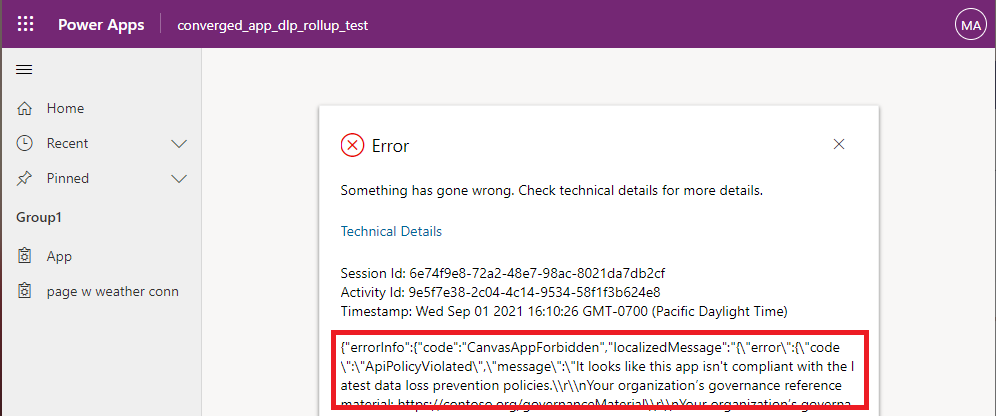 Power Apps
converged_app_dlp_rollup_test
MA
Home
Recent
Pinned
Group1
App
page w weather conn
Error
Something has gone wrong. Check technical details for more details.
Technical Details
Session Id: 6e74f9e8-72a2-48e7-98ac-8021da7db2cf
Activity Id: 9e5f7e38-2c04-4c14-9534-58f1f3b624e8
Timestamp: Wed Sep 01 2021 16:10:26 GMT-0700 (Pacific Daylight Time)
{"errorInfo":{"code":"CanvasAppForbidden","localizedMessage":"{\"error\":{\"code
\":\"ApiPolicyViolated\",\"message\":\"It looks like this app isn't compliant with the l
atest data loss prevention policies.\\r\\nYour organization’s governance reference
material: https://contoso.org/governanceMaterial\\r\\nYour organization’s governa